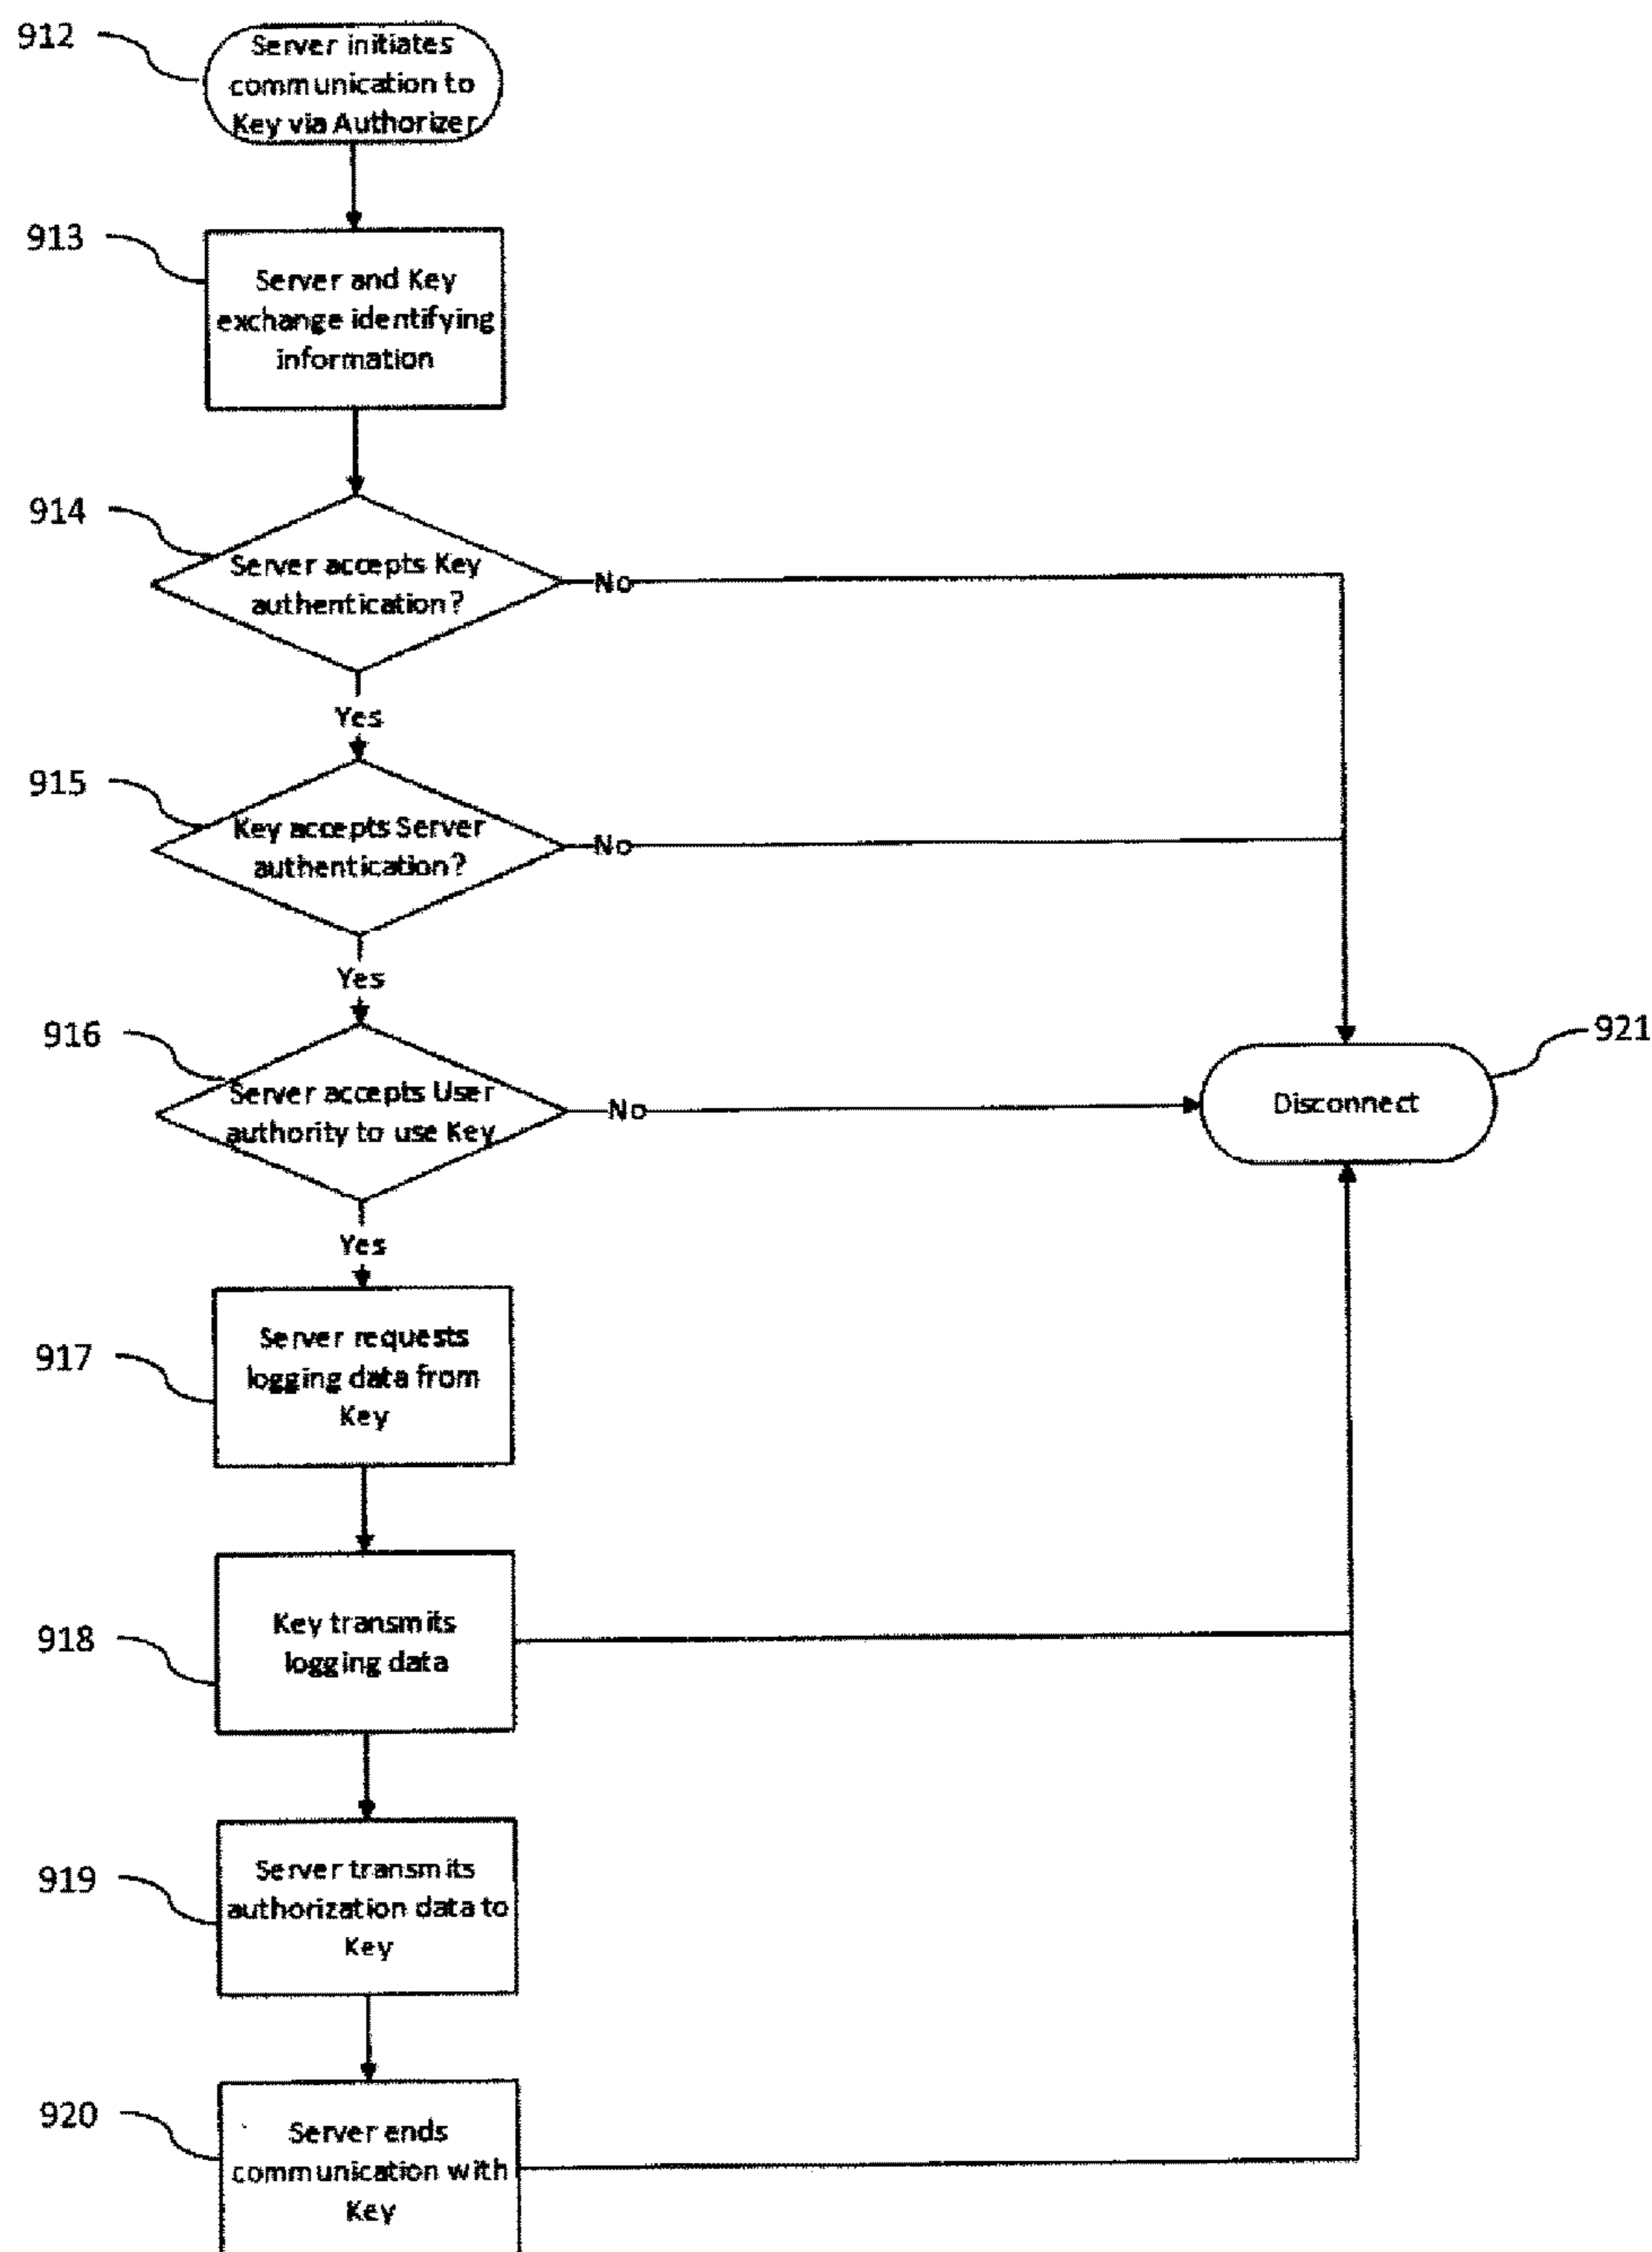 912
Server initiates
communication to
Key via Authorizer
913
Server and Key
exchange identifying
information
914
Server accepts Key
authentication?
No
Yes
915
Key accepts Server
authentication?
No
Yes
916
Server accepts User
authority to use Key
No
Disconnect
921
Yes
917
Server requests
logging data from
Key
918
Key transmits
logging data
919
Server transmits
authorization data to
Key
920
Server ends
communication with
Key